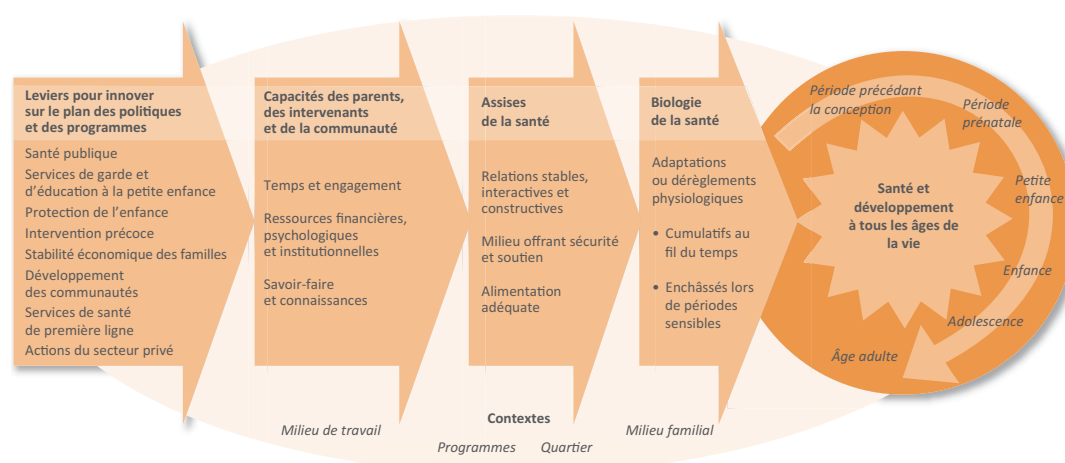 Leviers pour innover
sur le plan des politiques
et des programmes
Santé publique
Services de garde et
d’éducation à la petite enfance
Protection de l’enfance
Intervention précoce
Stabilité économique des familles
Développement
des communautés
Services de santé
de première ligne
Actions du secteur privé
Capacités des parents,
des intervenants
et de la communauté
Temps et engagement
Ressources financières,
psychologiques
et institutionnelles
Savoir-faire
et connaissances
Assises
de la santé
Relations stables,
interactives et
constructives
Milieu offrant sécurité
et soutien
Alimentation
adéquate
Biologie
de la santé
Adaptations
ou dérèglements
physiologiques
• Cumulatifs au
fil du temps
• Enchâssés lors
de périodes
sensibles
Période précédant
la conception
Période
prénatale
Petite
enfance
Enfance
Adolescence
Âge adulte
Santé et
développement
à tous les âges de
la vie
Contextes
Milieu de travail
Programmes
Quartier
Milieu familial